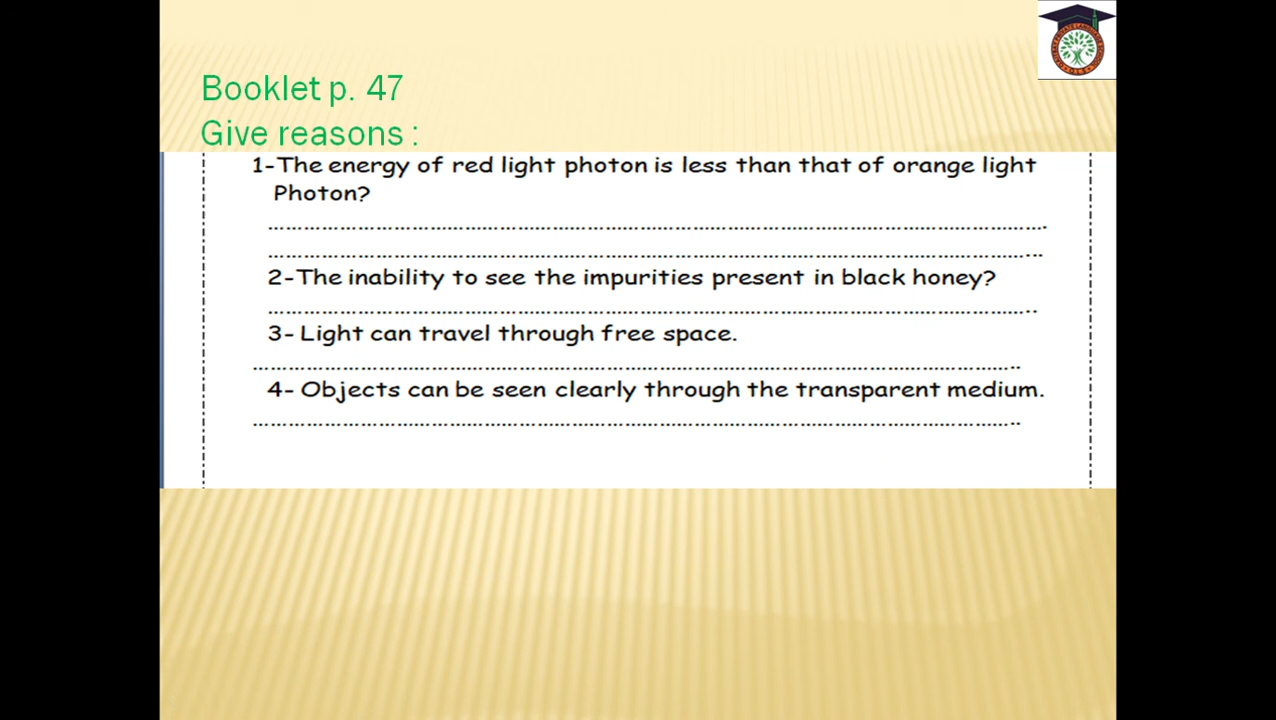 Booklet p. 47
Give reasons :
1-The energy of red light photon is less than that of orange light
Photon?
……………………………………………………………………………………………………………………….
……………………………………………………………………………………………………………………...
2-The inability to see the impurities present in black honey?
……………………………………………………………………………………………………………………..
3- Light can travel through free space.
……………………………………………………………………………………………………………………..
4- Objects can be seen clearly through the transparent medium.
……………………………………………………………………………………………………………………..